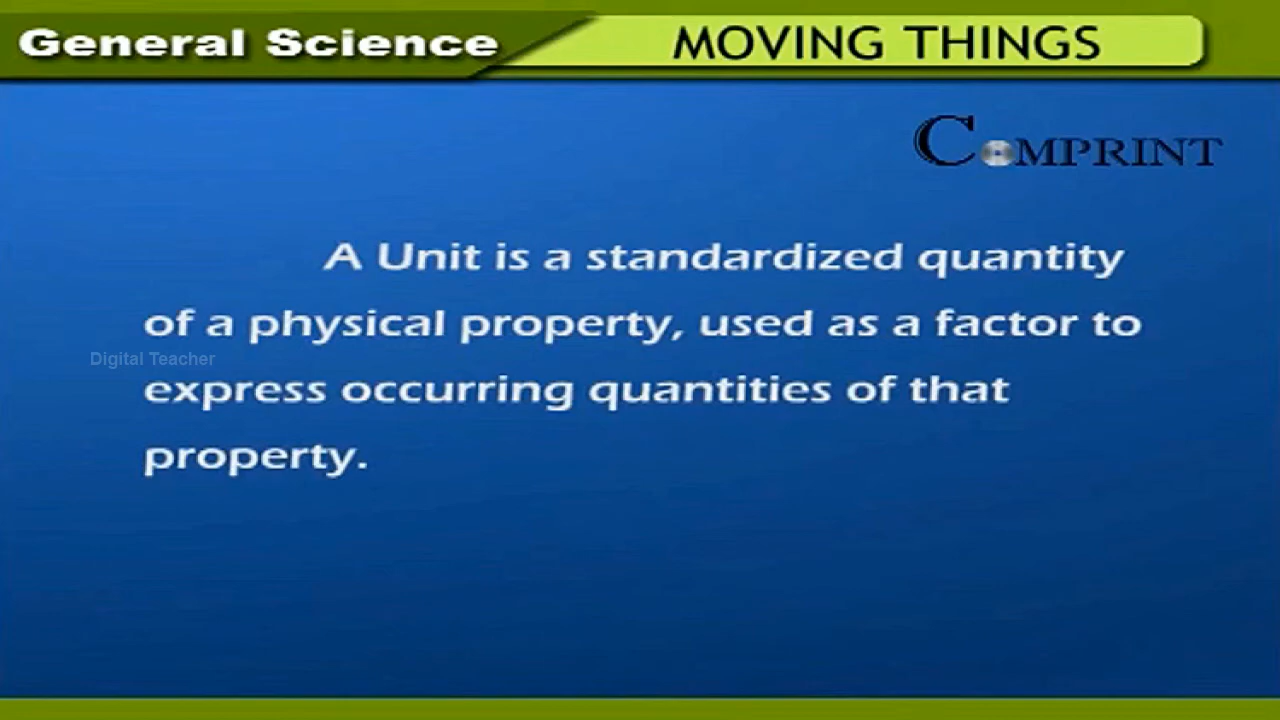 General Science
MOVING THINGS
COMPRINT
A Unit is a standardized quantity
of a physical property, used as a factor to
Digital Teacher
express occurring quantities of that
property.